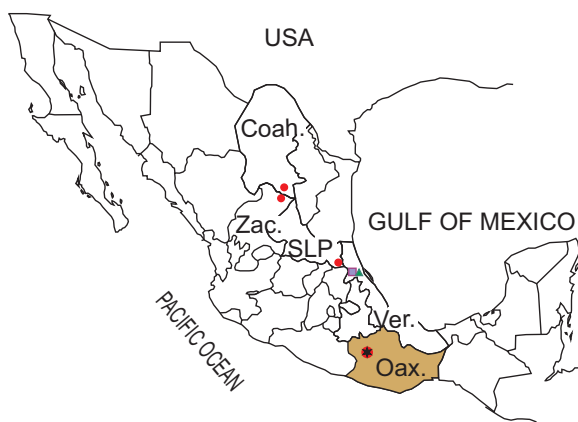 USA
Coah.
Zac.
GULF OF MEXICO
SLP
PACIFIC OCEAN
Ver.
Oax.